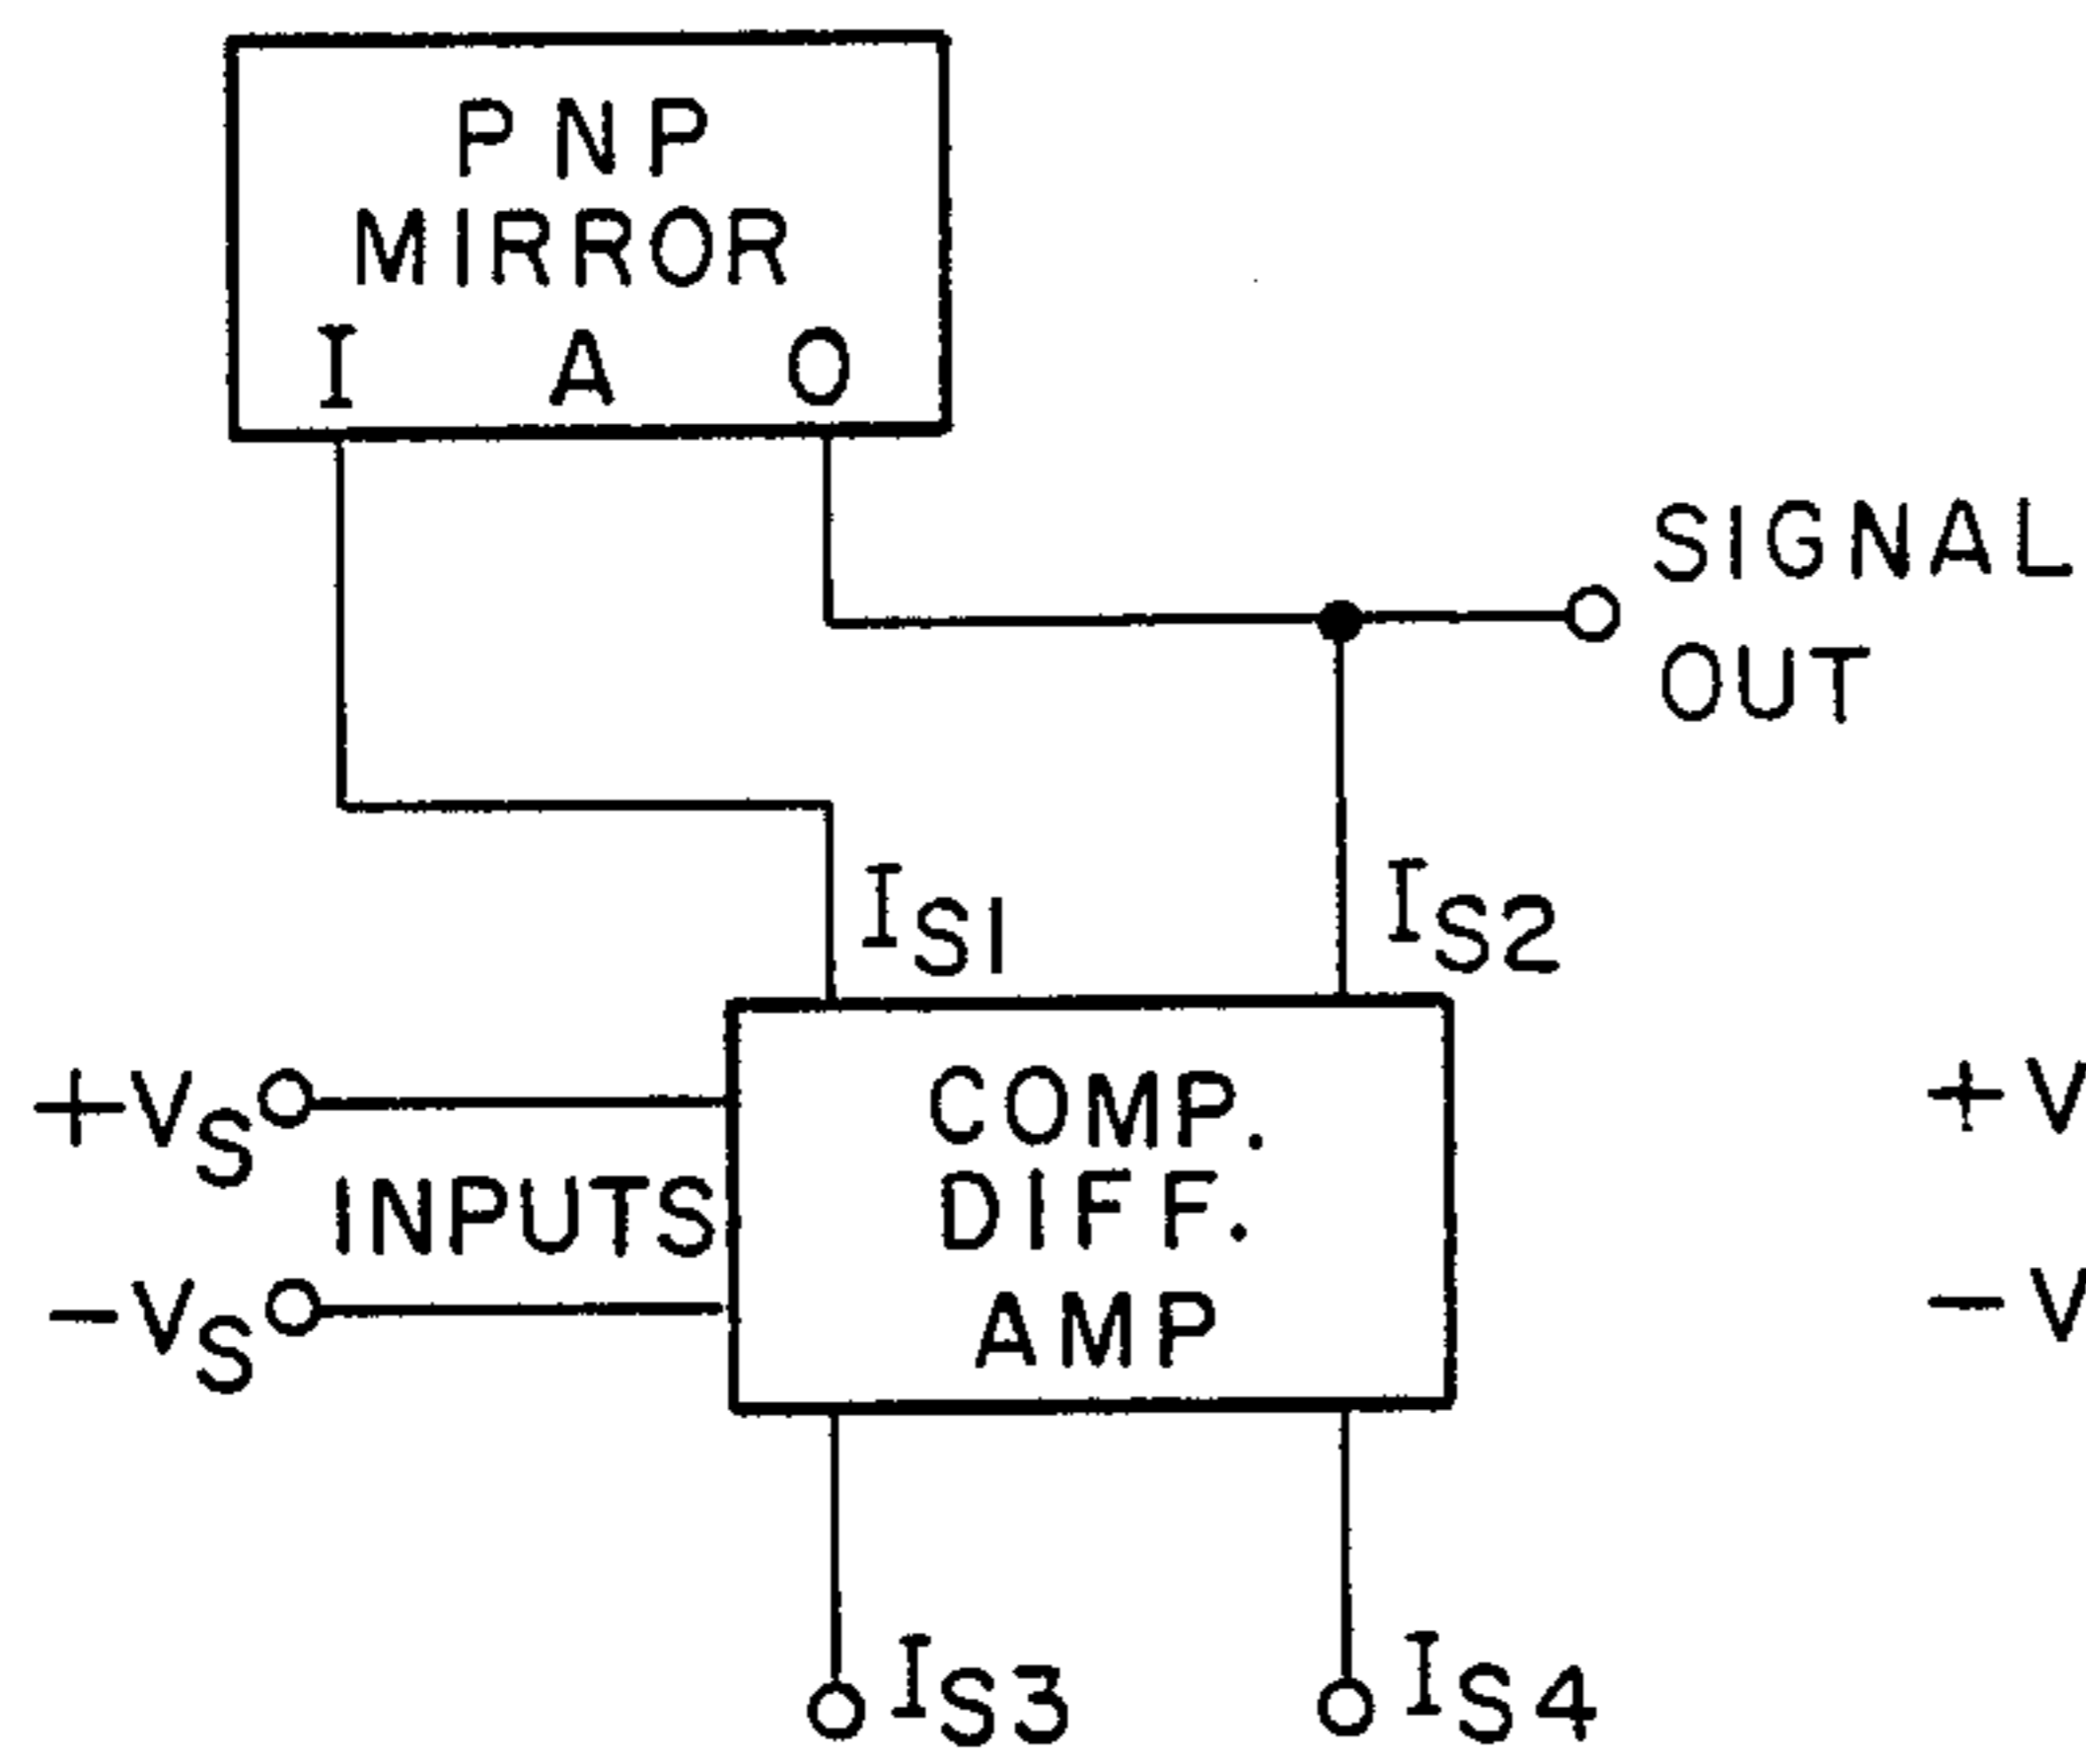 PNP
MIRROR
I A O
SIGNAL
OUT
IS1
IS2
+VS
INPUTS
-VS
COMP.
DIFF.
AMP
+V
-V
IS3
IS4